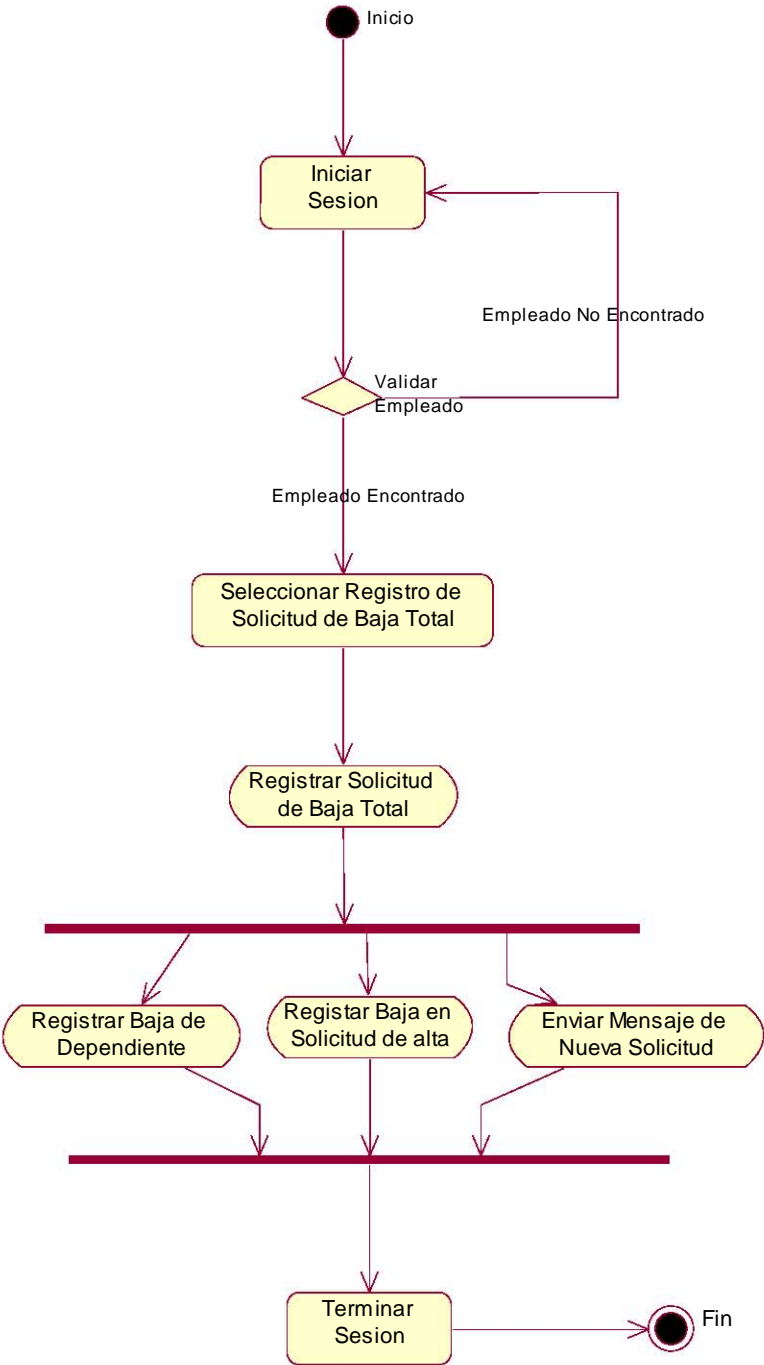 Inicio
Iniciar
Sesion
Empleado No Encontrado
Validar
Empleado
Empleado Encontrado
Seleccionar Registro de
Solicitud de Baja Total
Registrar Solicitud
de Baja Total
Registrar Baja de
Dependiente
Registar Baja en
Solicitud de alta
Enviar Mensaje de
Nueva Solicitud
Terminar
Sesion
Fin